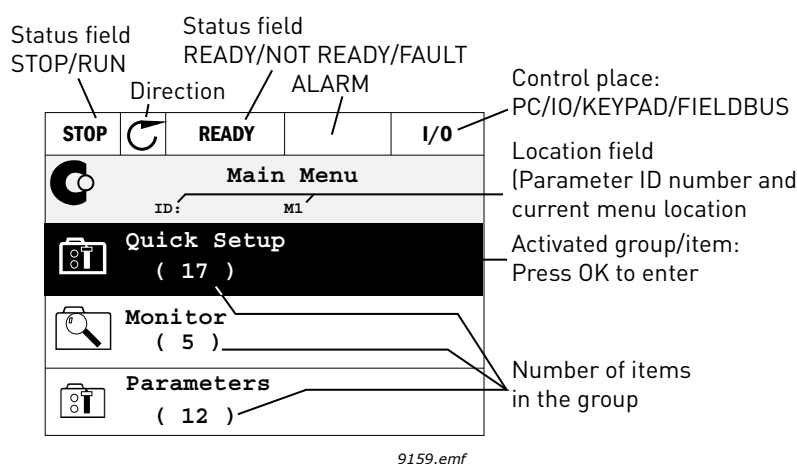 Status field
STOP/RUN
Direction
Status field
READY/NOT READY/FAULT
ALARM
Control place:
PC/IO/KEYPAD/FIELDBUS
STOP
READY
I/O
Location field
(Parameter ID number and
current menu location
Main Menu
ID:
M1
Quick Setup
( 17 )
Activated group/item:
Press OK to enter
Monitor
( 5 )
Parameters
( 12 )
Number of items
in the group
9159.emf